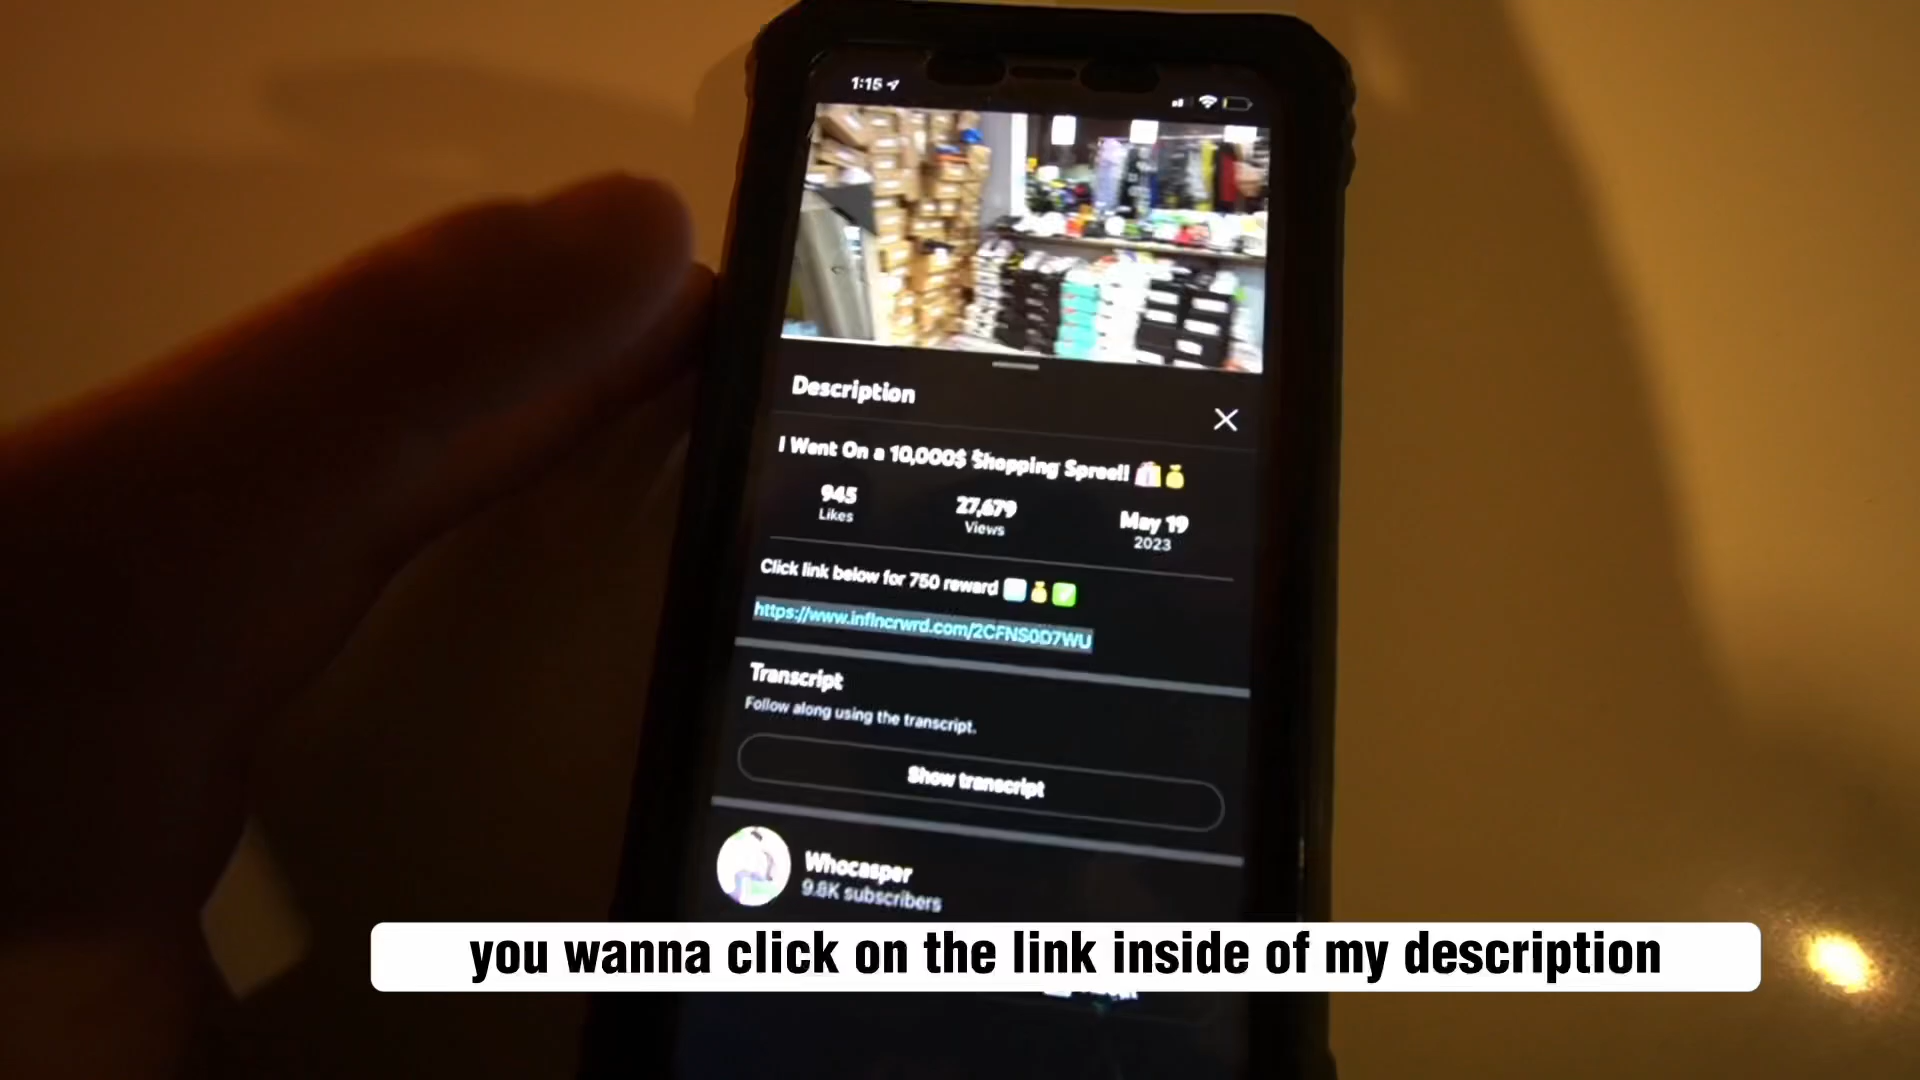 1:15
Description
I Went On a 10,000$ Shopping Spree!!
945
Likes
27,679
Views
May 19
2023
Click link below for 750 reward
https://www.inflncrwrd.com/2CFNS0D7WU
Transcript
Follow along using the transcript.
Show transcript
Whocasper
9.8K subscribers
you wanna click on the link inside of my description